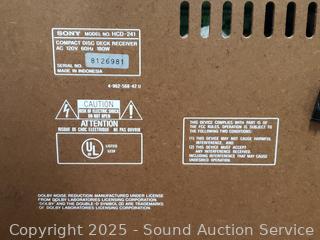 SONY MODEL NO. HCD-241
COMPACT DISC DECK RECEIVER
AC 120V 60Hz 180W
SERIAL NO. 8126981
MADE IN INDONESIA
4-962-568-42
CAUTION
RISK OF ELECTRIC SHOCK
DO NOT OPEN
ATTENTION
RISQUE DE CHOC ELECTRIQUE NE PAS OUVRIR
UL
LISTED
THIS DEVICE COMPLIES WITH PART 15 OF
THE FCC RULES. OPERATION IS SUBJECT TO
THE FOLLOWING TWO CONDITIONS:
(1) THIS DEVICE MAY NOT CAUSE HARMFUL
INTERFERENCE, AND
(2) THIS DEVICE MUST ACCEPT
ANY INTERFERENCE RECEIVED,
INCLUDING INTERFERENCE THAT MAY CAUSE
UNDESIRED OPERATION.
DOLBY NOISE REDUCTION MANUFACTURED UNDER LICENSE
FROM DOLBY LABORATORIES LICENSING CORPORATION.
DOLBY AND THE DOUBLE-D SYMBOL ARE TRADEMARKS
OF DOLBY LABORATORIES LICENSING CORPORATION.
Copyright 2025 - Sound Auction Service